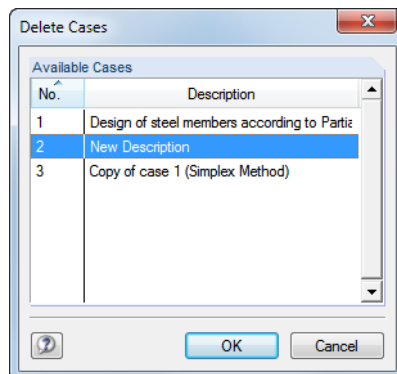 Delete Cases
Available Cases
No. Description
1 Design of steel members according to Partia
2 New Description
3 Copy of case 1 (Simplex Method)
OK Cancel